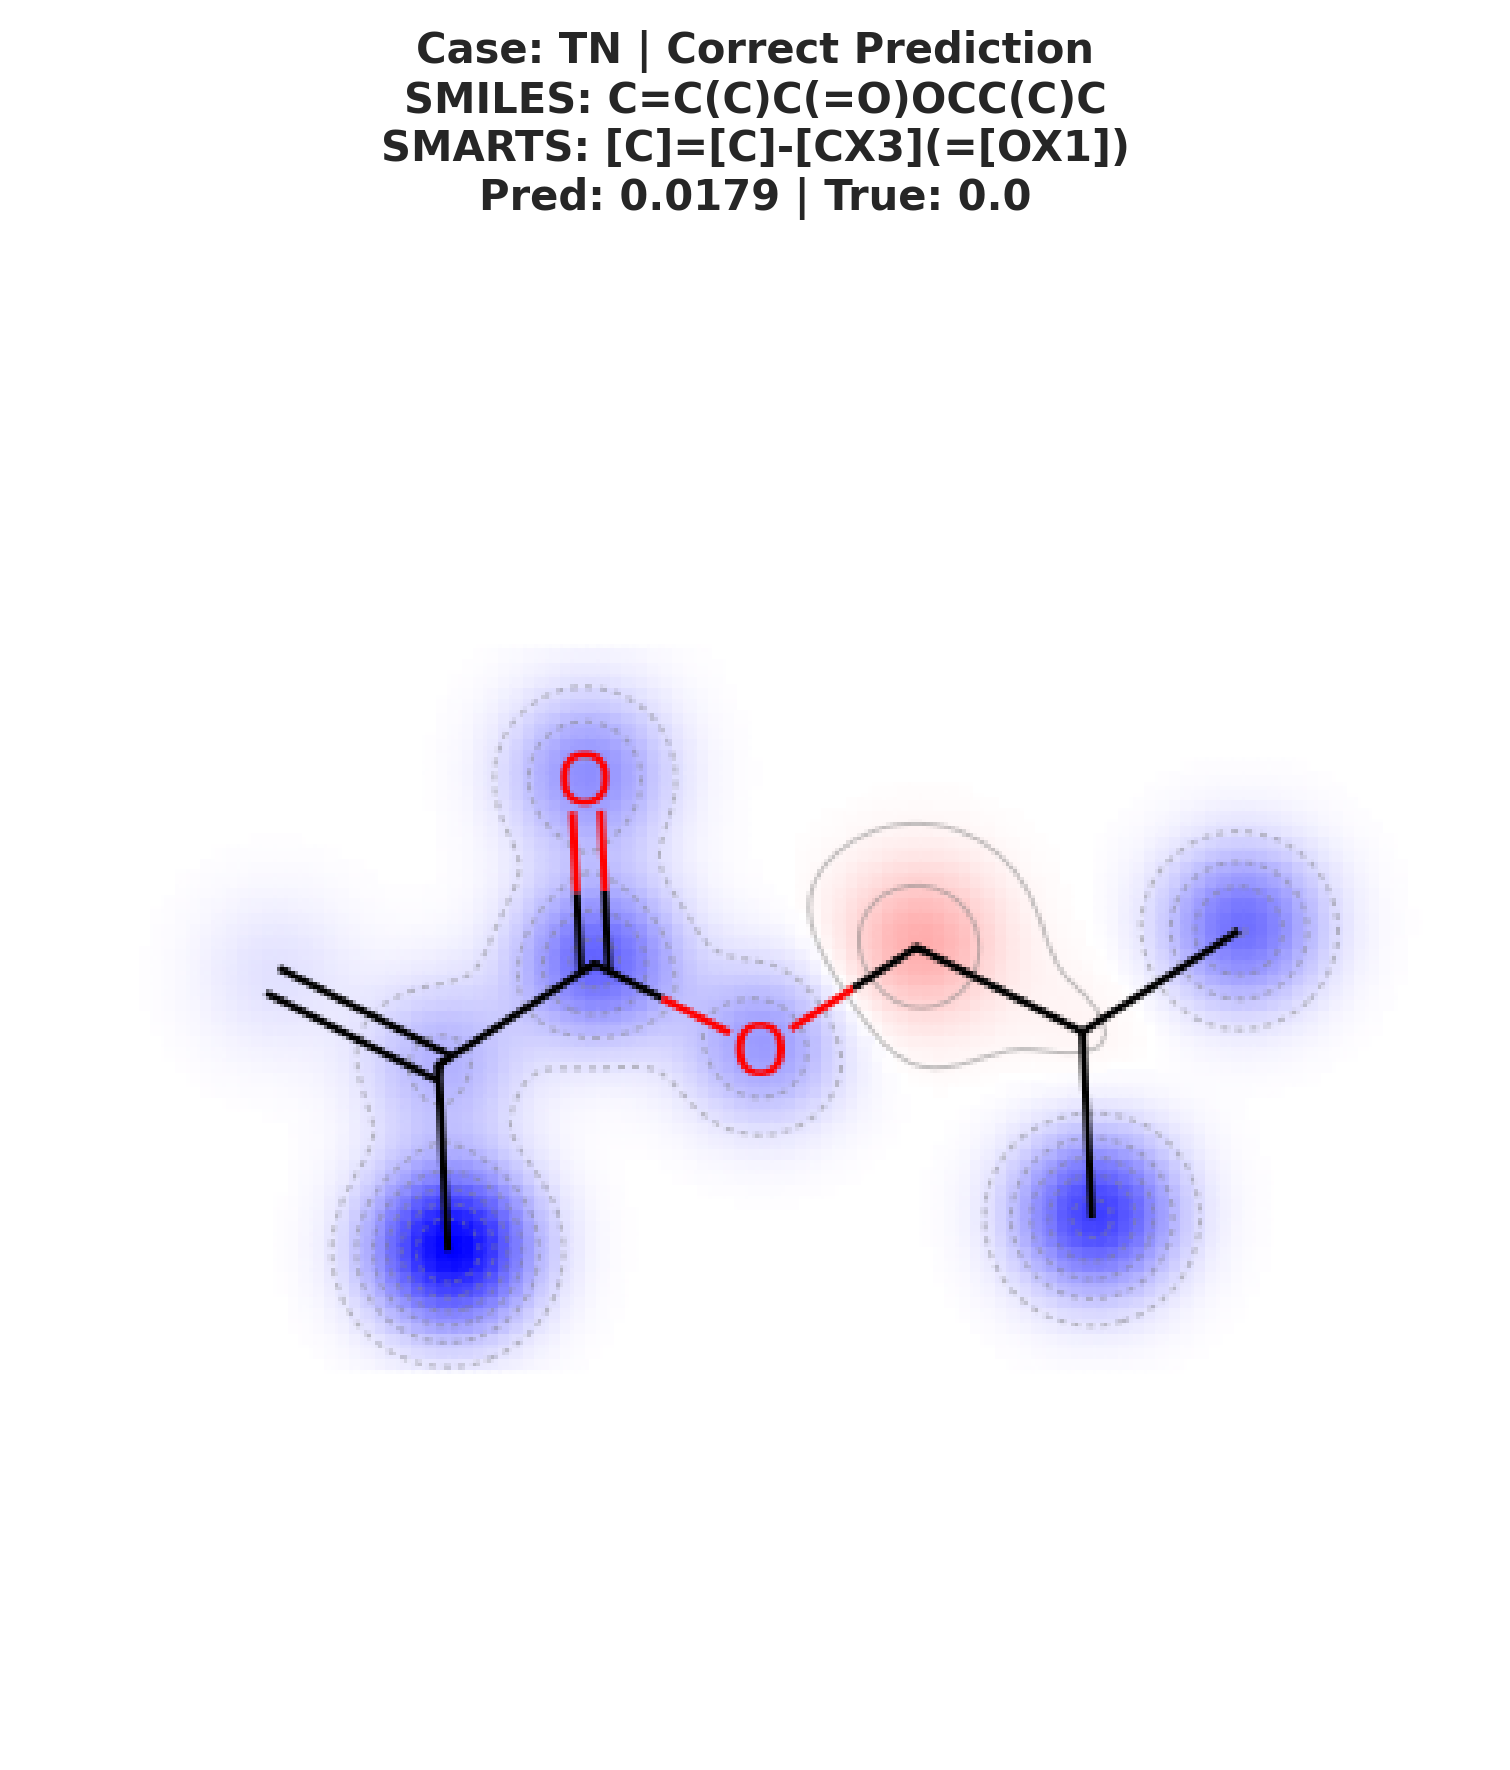 Case: TN | Correct Prediction
SMILES: C=C(C)C(=O)OCC(C)C
SMARTS: [C]=[C]-[CX3](=[OX1])
Pred: 0.0179 | True: 0.0
O
O